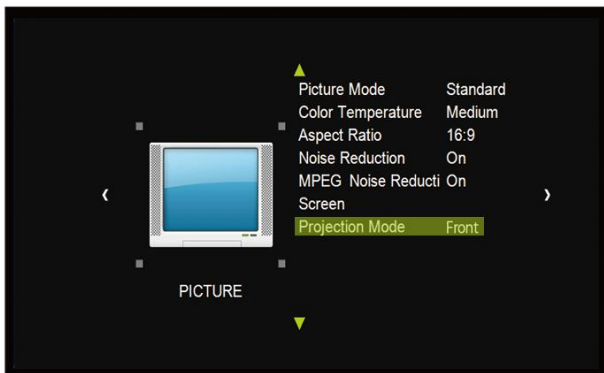 Picture Mode Standard
Color Temperature Medium
Aspect Ratio 16:9
Noise Reduction On
MPEG Noise Reducti On
Screen
Projection Mode Front
PICTURE